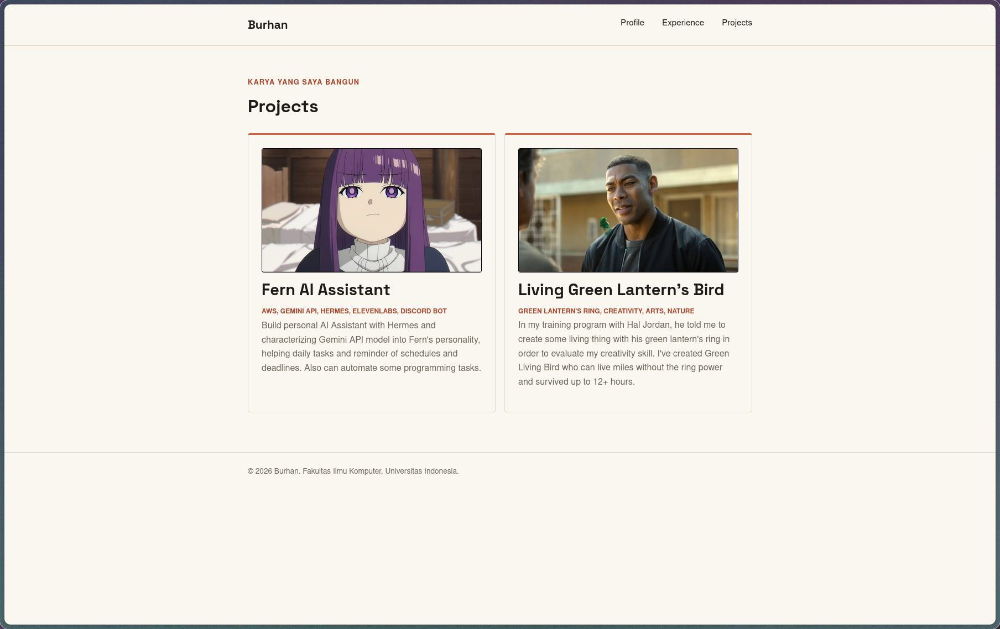 Burhan
Profile Experience Projects
KARYA YANG SAYA BANGUN
Projects
Fern AI Assistant
AWS, GEMINI API, HERMES, ELEVENLABS, DISCORD BOT
Build personal AI Assistant with Hermes and
characterizing Gemini API model into Fern's personality,
helping daily tasks and reminder of schedules and
deadlines. Also can automate some programming tasks.
Living Green Lantern's Bird
GREEN LANTERN'S RING, CREATIVITY, ARTS, NATURE
In my training program with Hal Jordan, he told me to
create some living thing with his green lantern's ring in
order to evaluate my creativity skill. I've created Green
Living Bird who can live miles without the ring power
and survived up to 12+ hours.
© 2026 Burhan. Fakultas Ilmu Komputer, Universitas Indonesia.